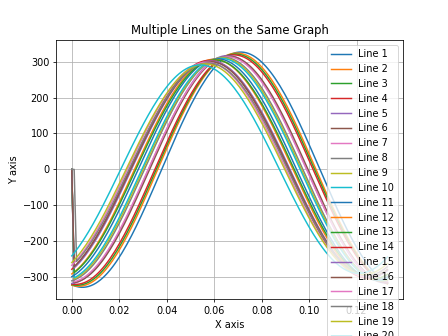 Multiple Lines on the Same Graph
Y axis
300
200
100
0
−100
−200
−300
0.00
0.02
0.04
0.06
0.08
0.10
X axis
Line 1
Line 2
Line 3
Line 4
Line 5
Line 6
Line 7
Line 8
Line 9
Line 10
Line 11
Line 12
Line 13
Line 14
Line 15
Line 16
Line 17
Line 18
Line 19
Line 20